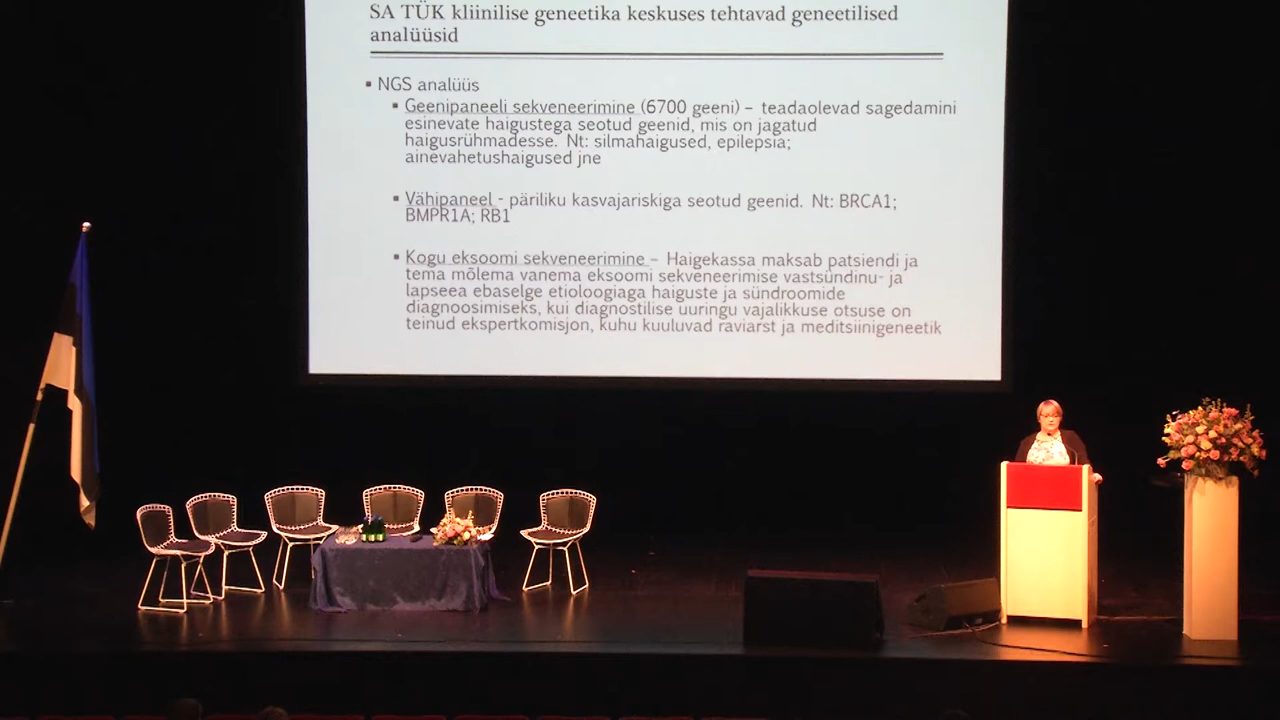 SA TÜK kliinilise geneetika keskuses tehtavad geneetilised
analüüsid
▪ NGS analüüs
▪ Geenipaneeli sekveneerimine (6700 geeni) – teadaolevad sagedamini
esinevate haigustega seotud geenid, mis on jagatud
haigusrühmadesse. Nt: silmahaigused, epilepsia;
ainevahetushaigused jne
▪ Vähipaneel - päriliku kasvajariskiga seotud geenid. Nt: BRCA1;
BMPR1A; RB1
▪ Kogu eksoomi sekveneerimine – Haigekassa maksab patsiendi ja
tema mõlema vanema eksoomi sekveneerimise vastsündinu- ja
lapseea ebaselge etioloogiaga haiguste ja sündroomide
diagnoosimiseks, kui diagnostilise uuringu vajalikkuse otsuse on
teinud ekspertkomisjon, kuhu kuuluvad raviarst ja meditsiinigeneetik